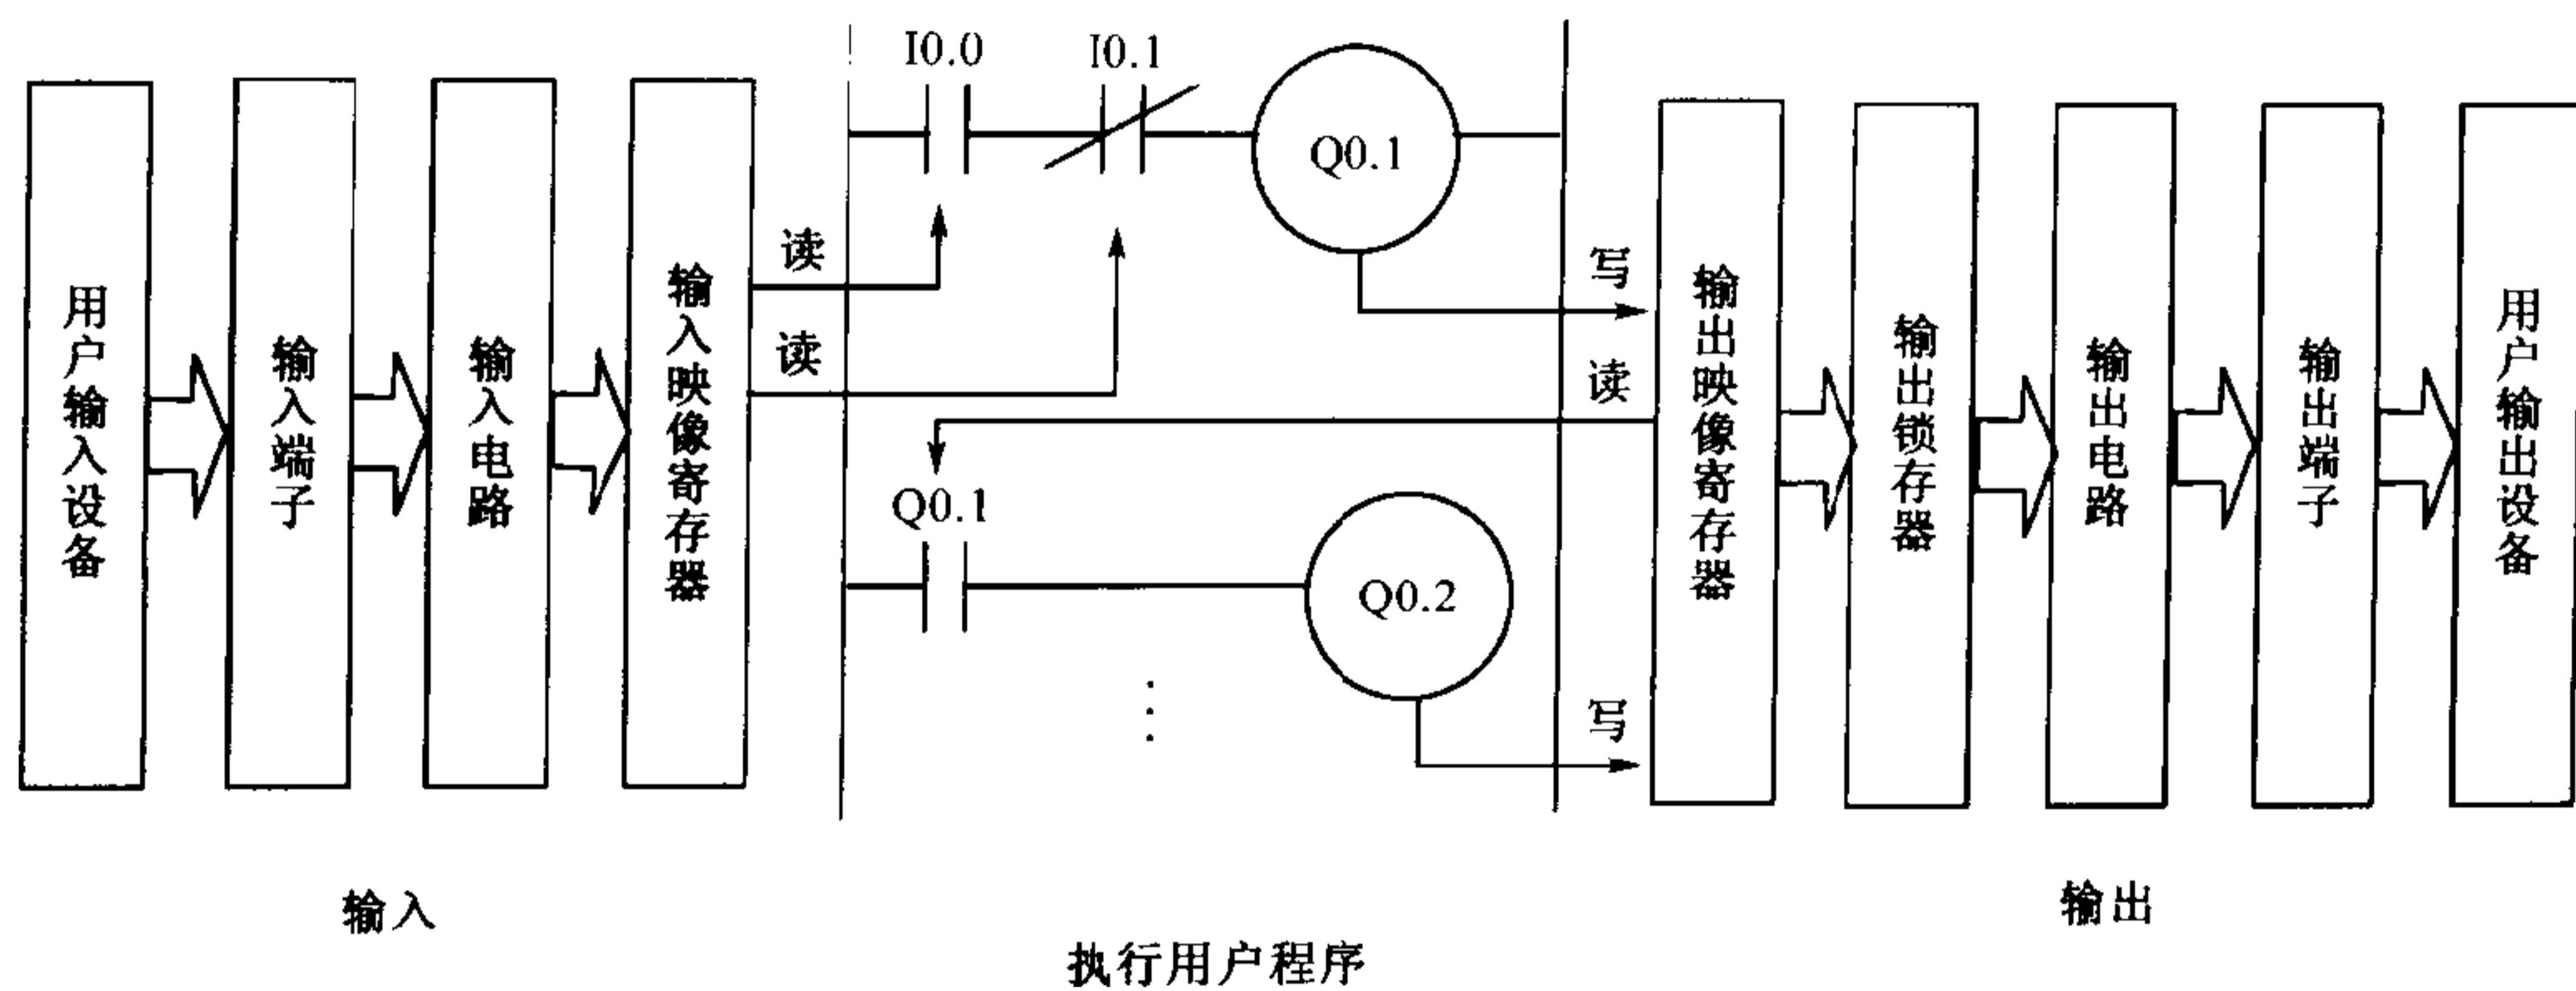 用户输入设备
输入端子
输入电路
输入映像寄存器
读
读
I0.0
I0.1
Q0.1
Q0.1
Q0.2
写
读
写
输出映像寄存器
输出锁存器
输出电路
输出端子
用户输出设备
输入
执行用户程序
输出